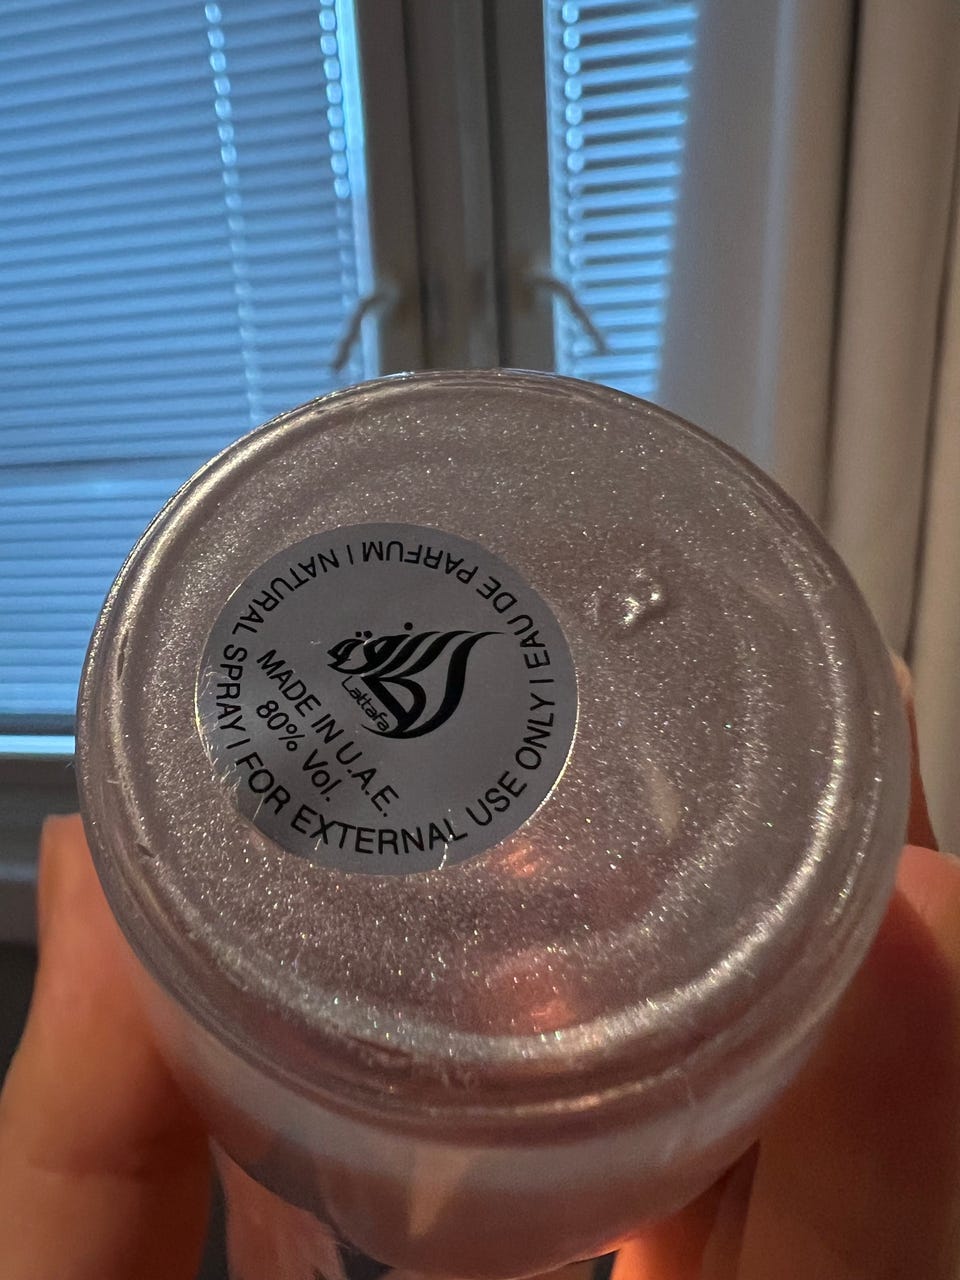 لطافة
Lattafa
MADE IN U.A.E.
80% Vol.
EAU DE PARFUM | NATURAL SPRAY | FOR EXTERNAL USE ONLY |